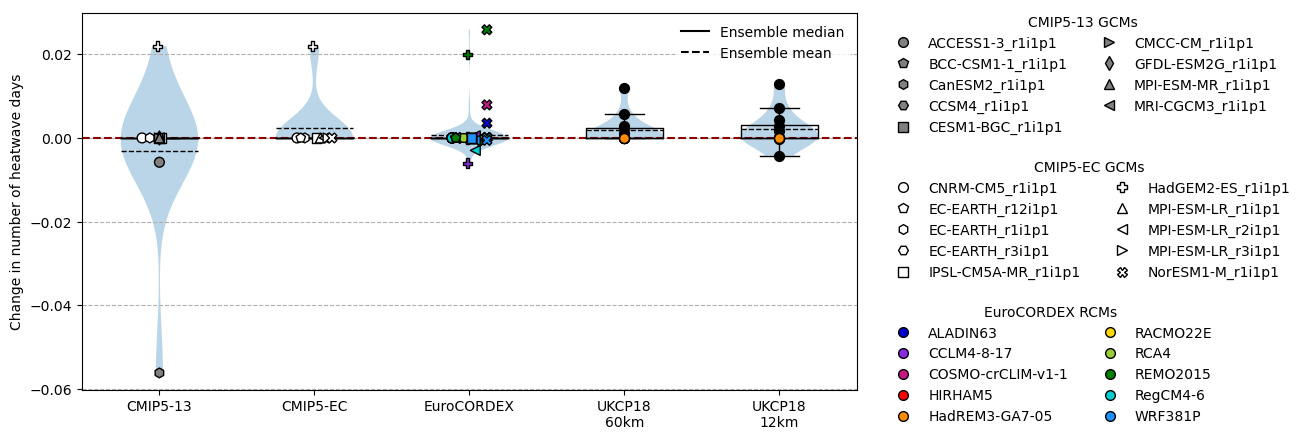 Change in number of heatwave days
0.02
0.00
−0.02
−0.04
−0.06
Ensemble median
Ensemble mean
CMIP5-13
CMIP5-EC
EuroCORDEX
UKCP18
60km
UKCP18
12km
CMIP5-13 GCMs
ACCESS1-3_r1i1p1
BCC-CSM1-1_r1i1p1
CanESM2_r1i1p1
CCSM4_r1i1p1
CESM1-BGC_r1i1p1
CMCC-CM_r1i1p1
GFDL-ESM2G_r1i1p1
MPI-ESM-MR_r1i1p1
MRI-CGCM3_r1i1p1
CMIP5-EC GCMs
CNRM-CM5_r1i1p1
EC-EARTH_r12i1p1
EC-EARTH_r1i1p1
EC-EARTH_r3i1p1
IPSL-CM5A-MR_r1i1p1
HadGEM2-ES_r1i1p1
MPI-ESM-LR_r1i1p1
MPI-ESM-LR_r2i1p1
MPI-ESM-LR_r3i1p1
NorESM1-M_r1i1p1
EuroCORDEX RCMs
ALADIN63
CCLM4-8-17
COSMO-crCLIM-v1-1
HIRHAM5
HadREM3-GA7-05
RACMO22E
RCA4
REMO2015
RegCM4-6
WRF381P